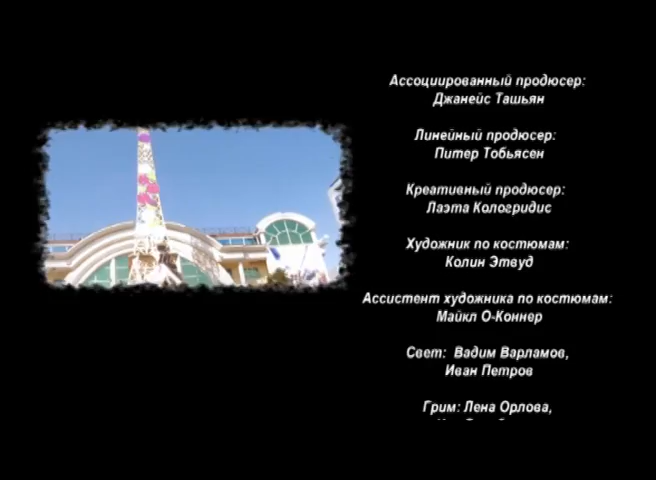 Ассоциированный продюсер:
Джанейс Ташьян
Линейный продюсер:
Питер Тобьясен
Креативный продюсер:
Лаэта Кологридис
Художник по костюмам:
Колин Этвуд
Ассистент художника по костюмам:
Майкл О-Коннер
Свет: Вадим Варламов,
Иван Петров
Грим: Лена Орлова,